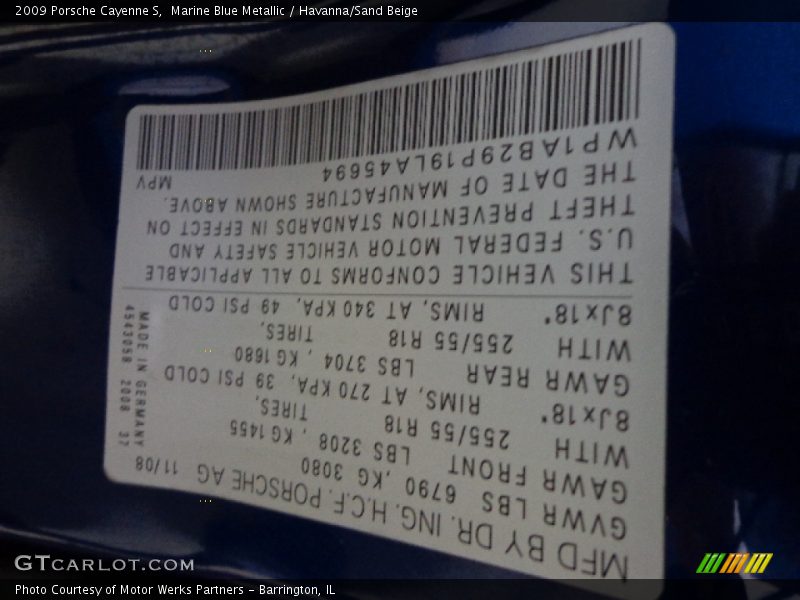 2009 Porsche Cayenne S,  Marine Blue Metallic / Havanna/Sand Beige
MFD BY DR. ING. H.C.F. PORSCHE AG 11/08
GVWR LBS 6790 ,KG 3080
GAWR FRONT LBS 3208 , KG 1455
WITH 255/55 R18 TIRES,
8Jx18" RIMS, AT 270 KPA, 39 PSI COLD
GAWR REAR LBS 3704 , KG 1680
WITH 255/55 R18 TIRES,
8Jx18" RIMS, AT 340 KPA, 49 PSI COLD
MADE IN GERMANY
4543058 2008 37
THIS VEHICLE CONFORMS TO ALL APPLICABLE
U.S. FEDERAL MOTOR VEHICLE SAFETY AND
THEFT PREVENTION STANDARDS IN EFFECT ON
THE DATE OF MANUFACTURE SHOWN ABOVE.
WP1AB29P19LA45694 MPV
GTCARLOT.COM
Photo Courtesy of Motor Werks Partners - Barrington, IL